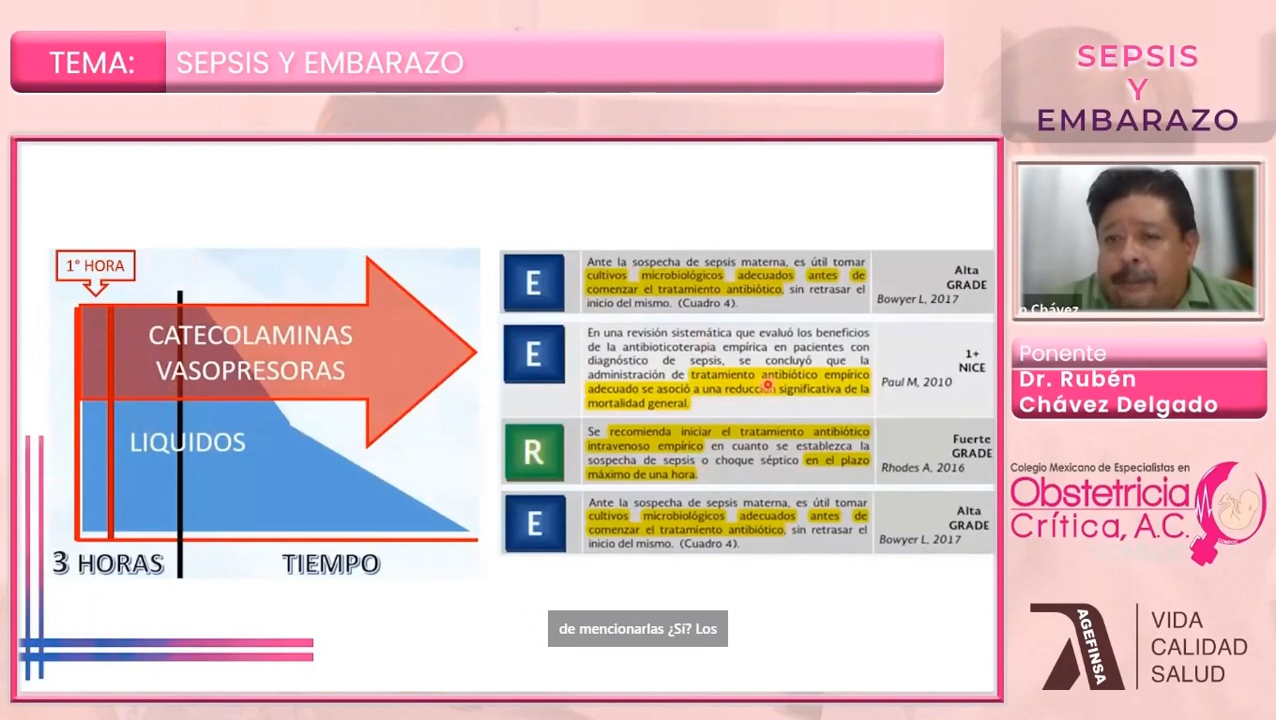 TEMA: SEPSIS Y EMBARAZO
SEPSIS
Y
EMBARAZO
1° HORA
CATECOLAMINAS
VASOPRESORAS
LIQUIDOS
3 HORAS
TIEMPO
E
Ante la sospecha de sepsis materna, es útil tomar
cultivos microbiológicos adecuados antes de
comenzar el tratamiento antibiótico, sin retrasar el
inicio del mismo. (Cuadro 4).
Alta
GRADE
Bowyer L, 2017
E
En una revisión sistemática que evaluó los beneficios
de la antibioticoterapia empírica en pacientes con
diagnóstico de sepsis, se concluyó que la
administración de tratamiento antibiótico empírico
adecuado se asoció a una reducción significativa de la
mortalidad general.
1+
NICE
Paul M, 2010
R
Se recomienda iniciar el tratamiento antibiótico
intravenoso empírico en cuanto se establezca la
sospecha de sepsis o choque séptico en el plazo
máximo de una hora.
Fuerte
GRADE
Rhodes A, 2016
E
Ante la sospecha de sepsis materna, es útil tomar
cultivos microbiológicos adecuados antes de
comenzar el tratamiento antibiótico, sin retrasar el
inicio del mismo. (Cuadro 4).
Alta
GRADE
Bowyer L, 2017
de mencionarlas ¿Sí? Los
Chávez
Ponente
Dr. Rubén
Chávez Delgado
Colegio Mexicano de Especialistas en
Obstetricia
Crítica, A.C.
AGEFINSA
VIDA
CALIDAD
SALUD